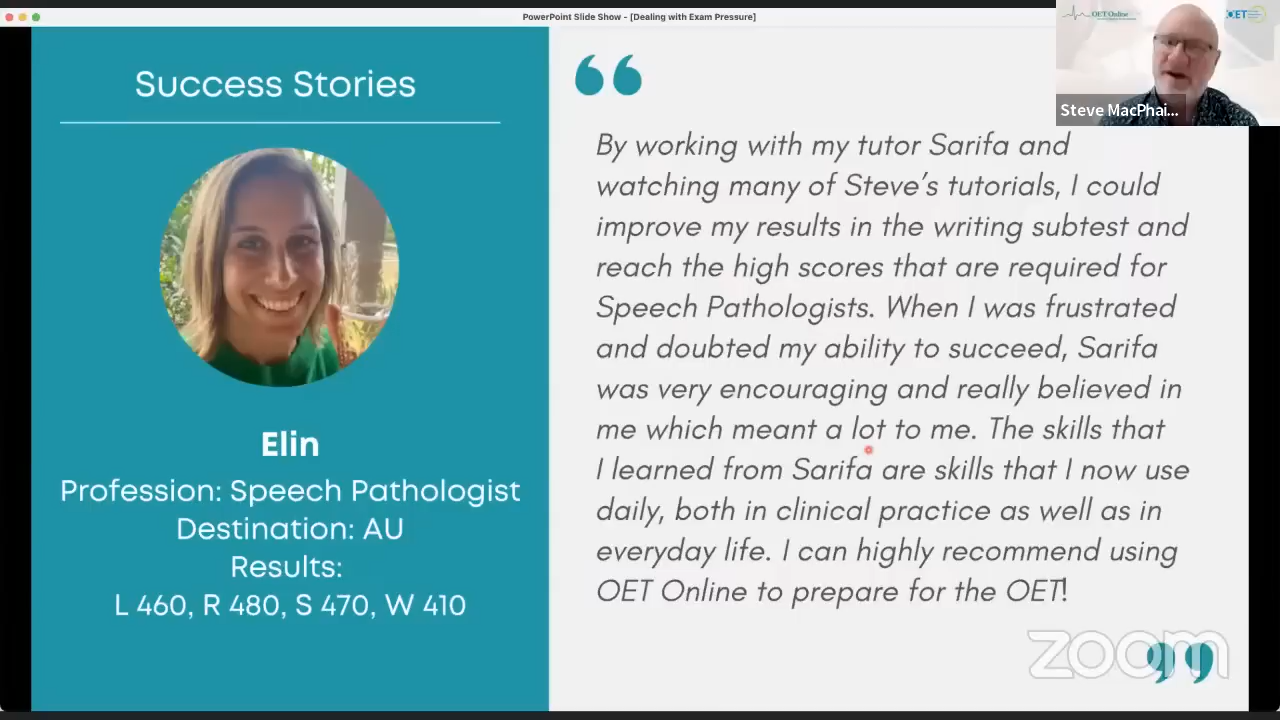 PowerPoint Slide Show - [Dealing with Exam Pressure]
OET Online
OET
Steve MacPhai...
Success Stories
Elin
Profession: Speech Pathologist
Destination: AU
Results:
L 460, R 480, S 470, W 410
By working with my tutor Sarifa and
watching many of Steve's tutorials, I could
improve my results in the writing subtest and
reach the high scores that are required for
Speech Pathologists. When I was frustrated
and doubted my ability to succeed, Sarifa
was very encouraging and really believed in
me which meant a lot to me. The skills that
I learned from Sarifa are skills that I now use
daily, both in clinical practice as well as in
everyday life. I can highly recommend using
OET Online to prepare for the OET!
zoom